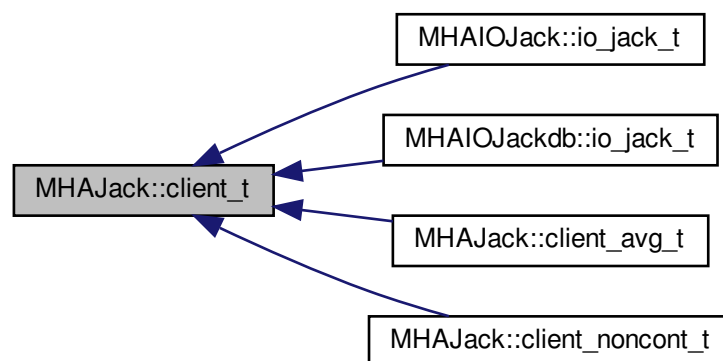 MHAIOJack::io_jack_t
MHAIOJackdb::io_jack_t
MHAJack::client_t
MHAJack::client_avg_t
MHAJack::client_noncont_t